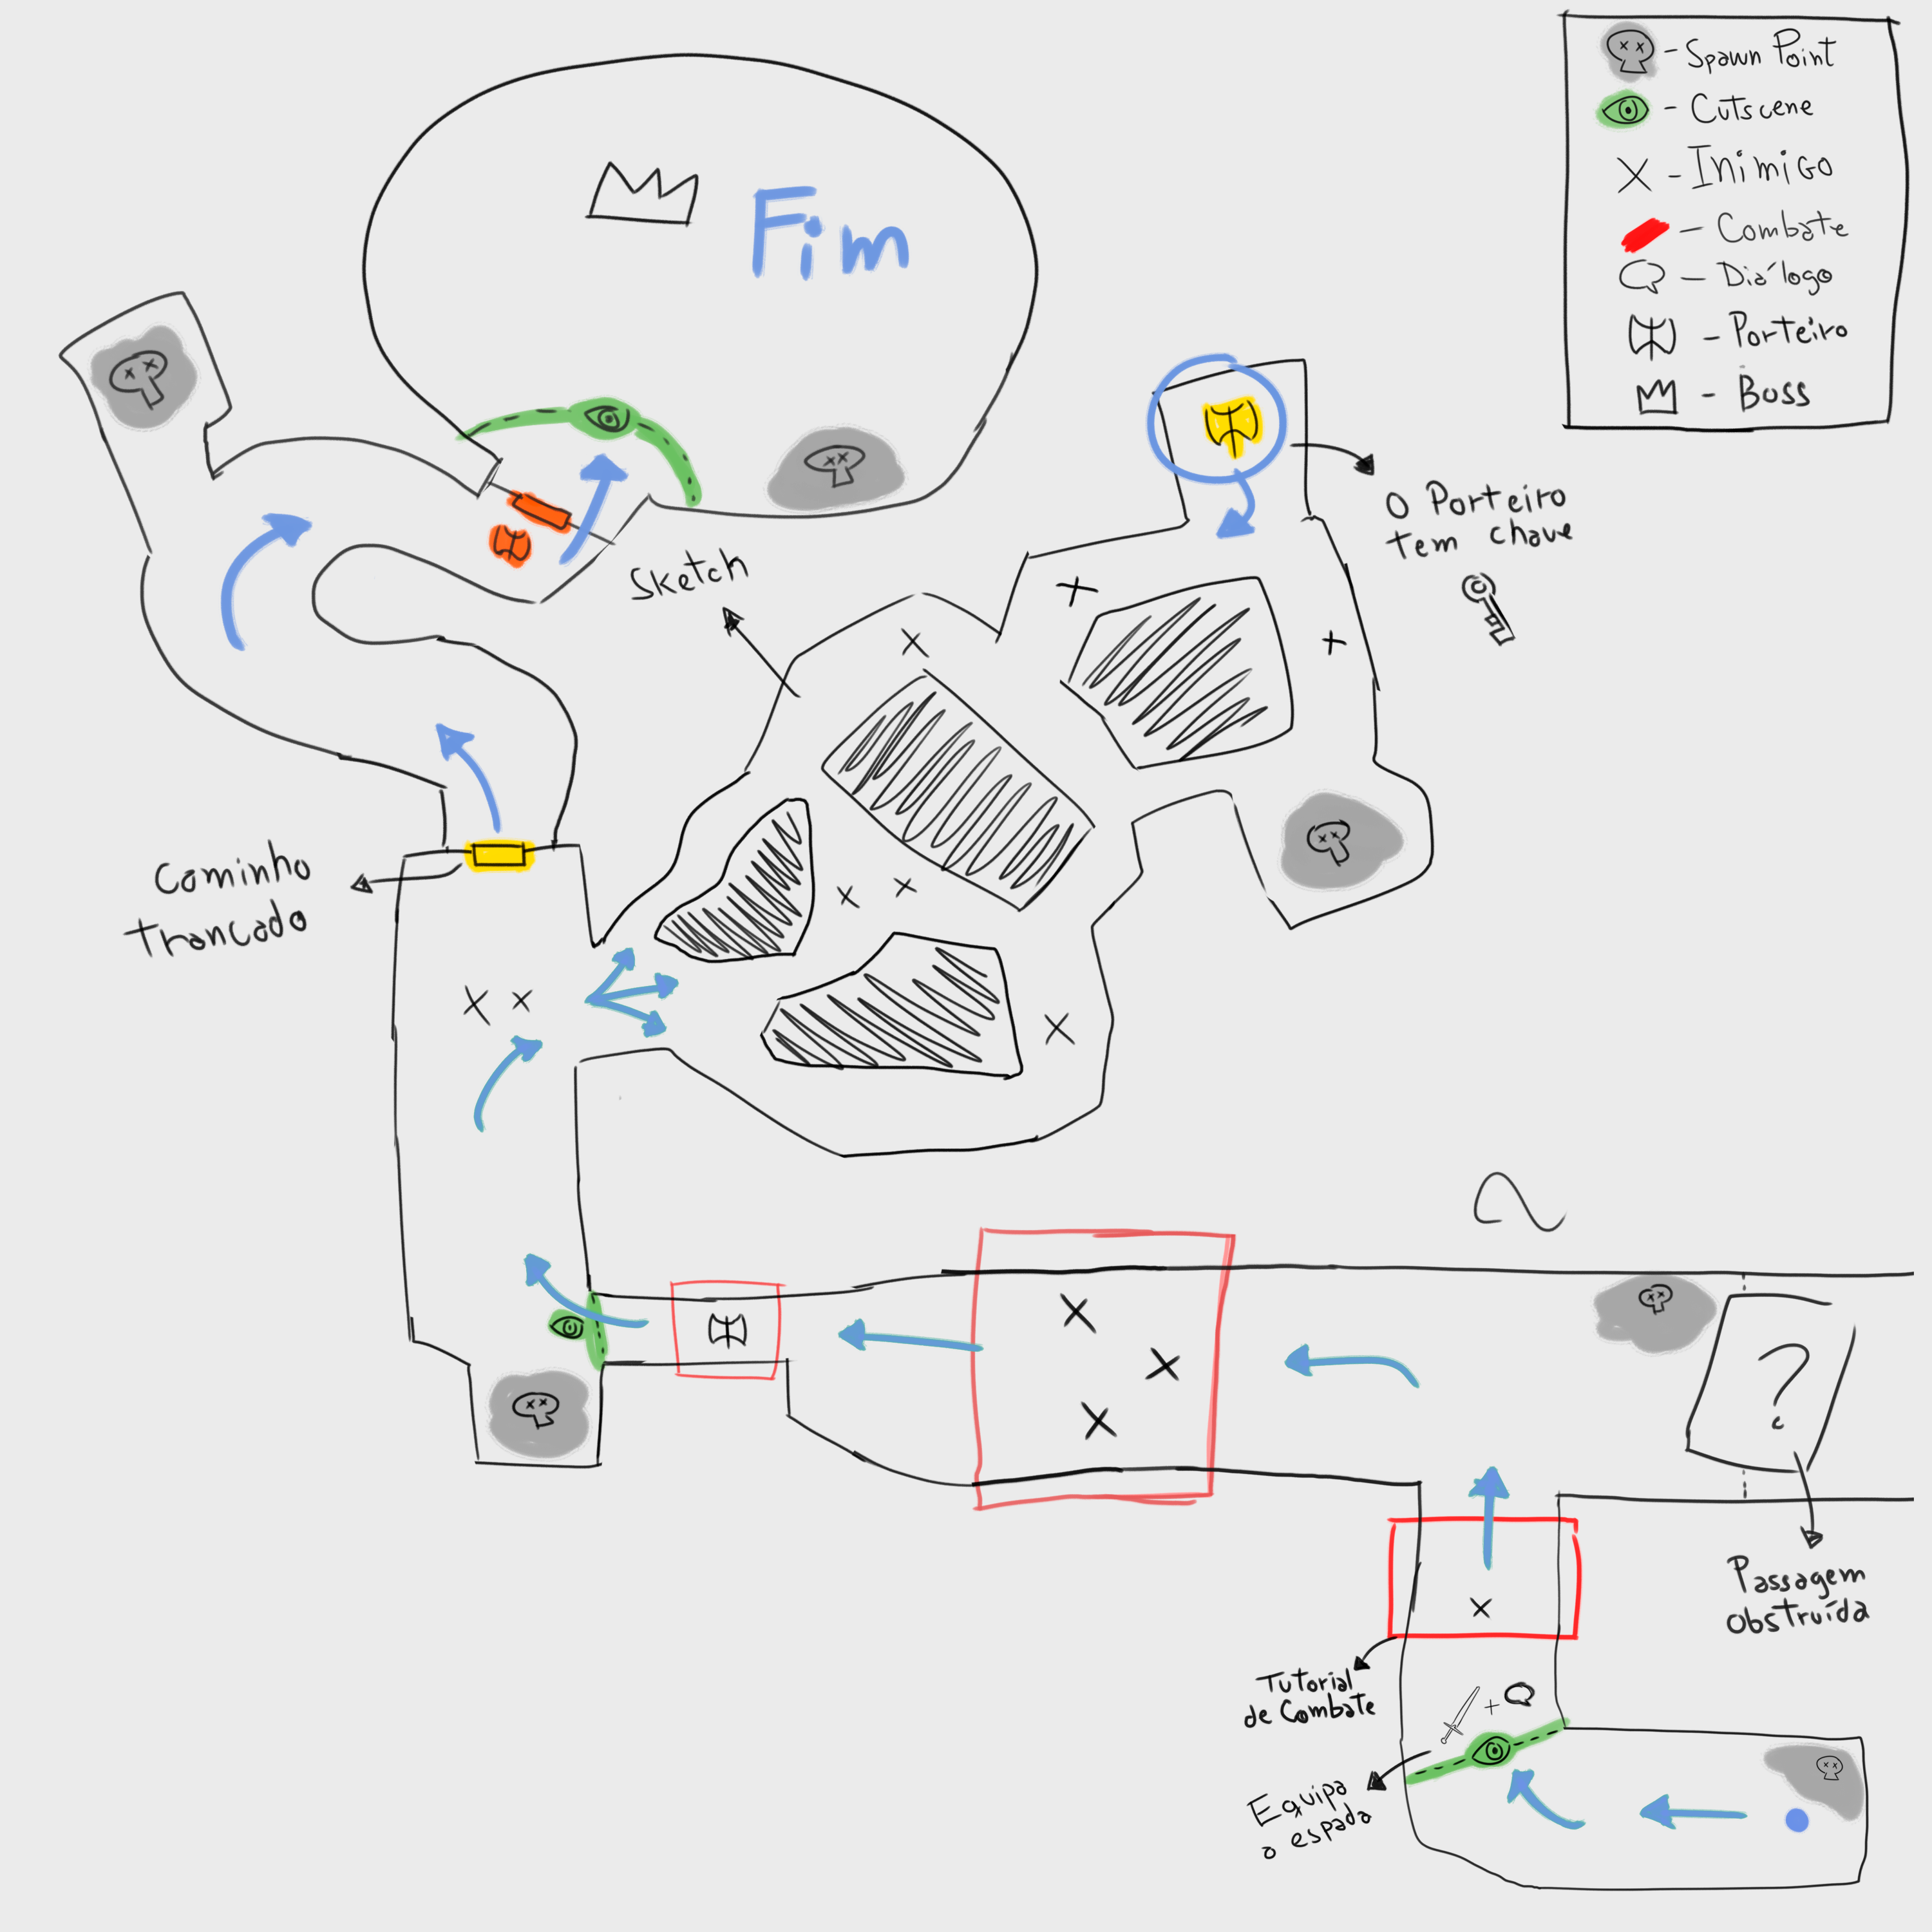 - Spawn Point
- Cutscene
X - Inimigo
- Combate
- Diálogo
- Porteiro
- Boss
Fim
O Porteiro
tem chave
Sketch
Caminho
trancado
?
Passagem
obstruída
Tutorial
de Combate
+
Equipa
a espada